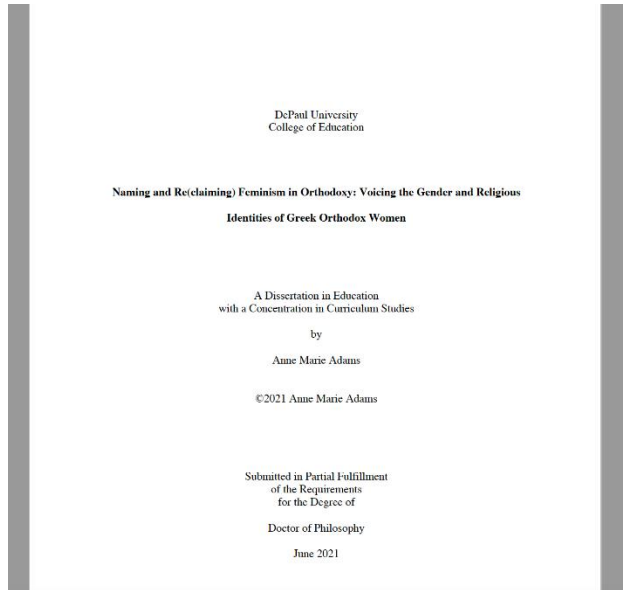 DePaul University
College of Education
Naming and Re(claiming) Feminism in Orthodoxy: Voicing the Gender and Religious
Identities of Greek Orthodox Women
A Dissertation in Education
with a Concentration in Curriculum Studies
by
Anne Marie Adams
©2021 Anne Marie Adams
Submitted in Partial Fulfillment
of the Requirements
for the Degree of
Doctor of Philosophy
June 2021